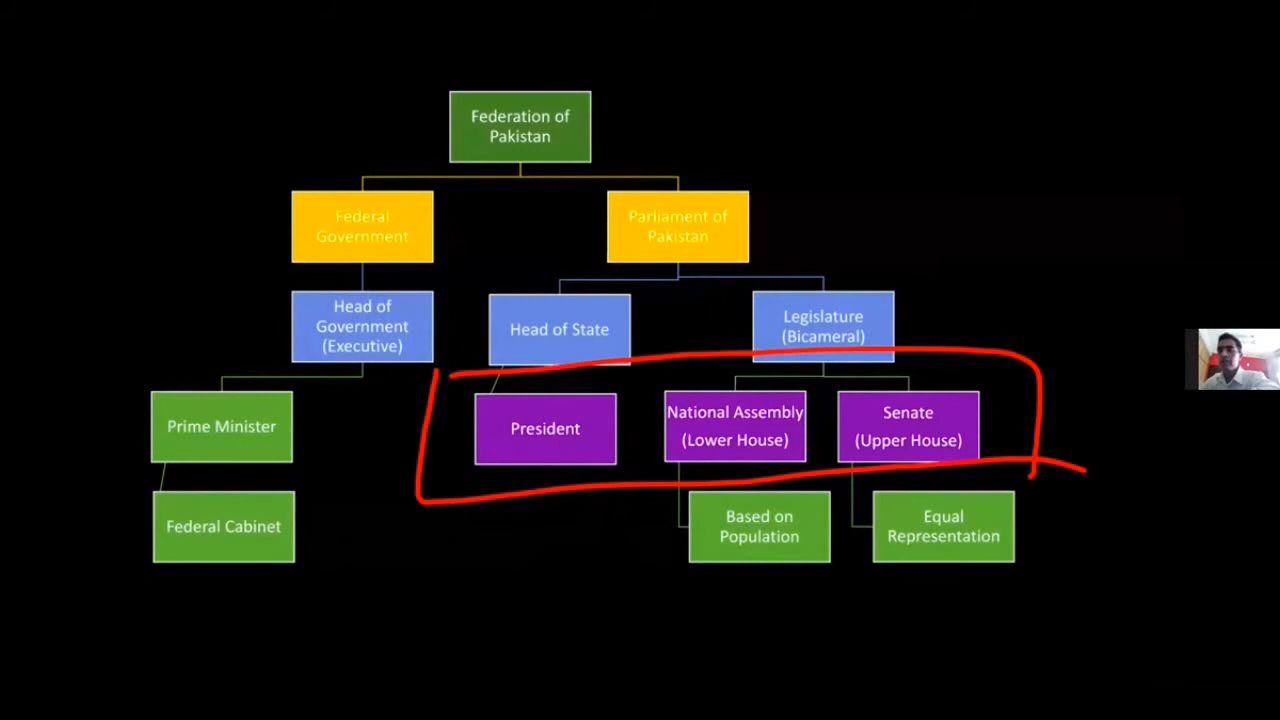 Federation of
Pakistan
Federal
Government
Parliament of
Pakistan
Head of
Government
(Executive)
Head of State
Legislature
(Bicameral)
Prime Minister
President
National Assembly
(Lower House)
Senate
(Upper House)
Federal Cabinet
Based on
Population
Equal
Representation